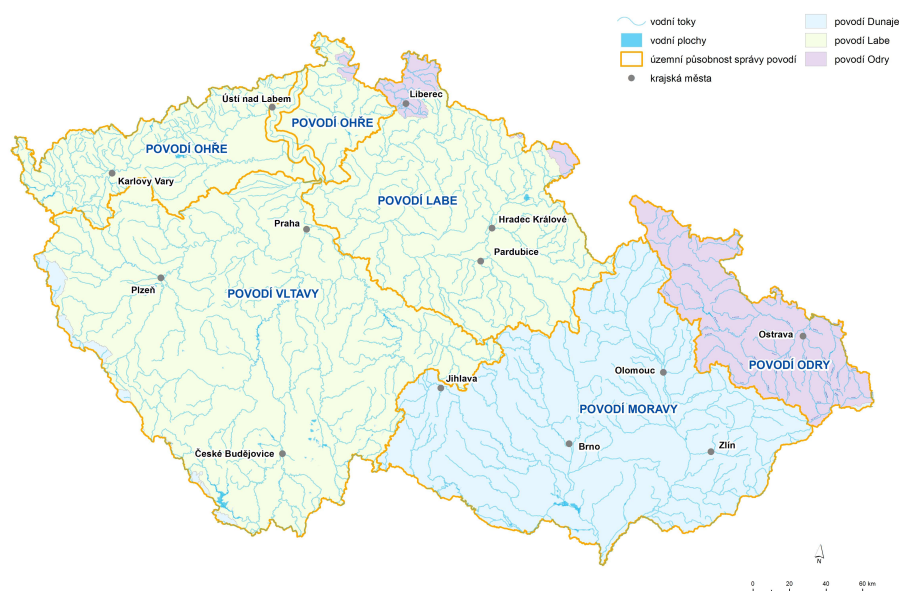 vodní toky
vodní plochy
územní působnost správy povodí
krajská města
povodí Dunaje
povodí Labe
povodí Odry
Ústí nad Labem
Liberec
POVODÍ OHŘE
POVODÍ OHŘE
Karlovy Vary
POVODÍ LABE
Hradec Králové
Praha
Pardubice
Plzeň
POVODÍ VLTAVY
Ostrava
POVODÍ ODRY
Olomouc
Jihlava
POVODÍ MORAVY
Brno
Zlín
České Budějovice
N
0 20 40 60 km